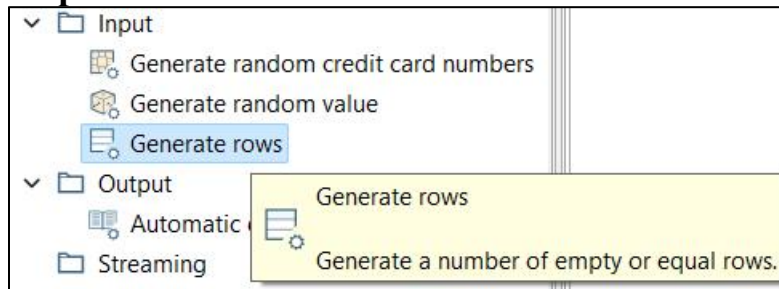 Input
Generate random credit card numbers
Generate random value
Generate rows
Output
Automatic
Streaming
Generate rows
Generate a number of empty or equal rows.